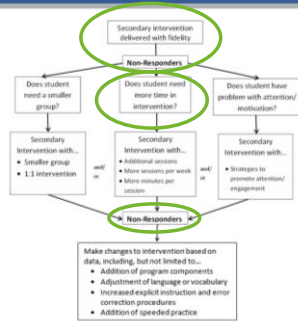 Secondary intervention
delivered with fidelity
Non-Responders
Does student
need a smaller
group?
Does student need
more time in
intervention?
Does student have
problem with attention/
motivation?
Secondary
Intervention with...
• Smaller group
• 1:1 intervention
and/
or
Secondary
Intervention with...
• Additional sessions
• More sessions per week
• More minutes per
session
and/
or
Secondary
Intervention with...
• Strategies to
promote attention/
engagement
Non-Responders
Make changes to intervention based on
data, including, but not limited to...
• Addition of program components
• Adjustment of language or vocabulary
• Increased explicit instruction and error
correction procedures
• Addition of speeded practice